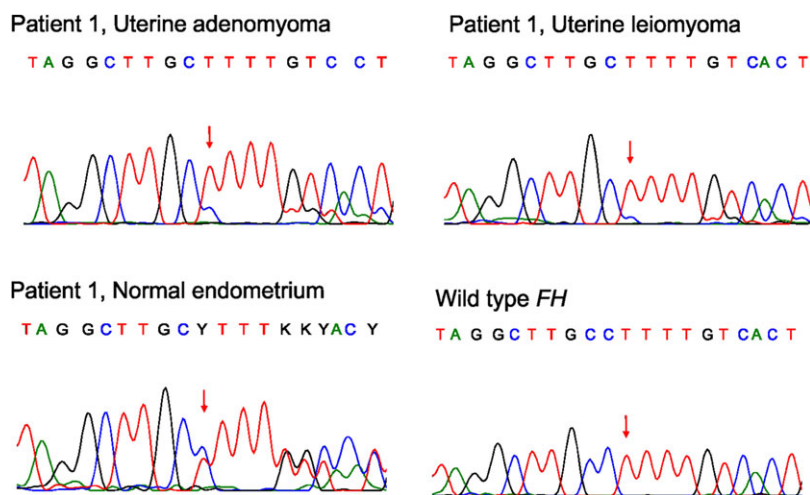 Patient 1, Uterine adenomyoma
T A G G C T T G C T T T T G T C C T
Patient 1, Uterine leiomyoma
T A G G C T T G C T T T T G T C A C T
Patient 1, Normal endometrium
T A G G C T T G C Y T T T K K Y A C Y
Wild type FH
T A G G C T T G C C T T T T G T C A C T